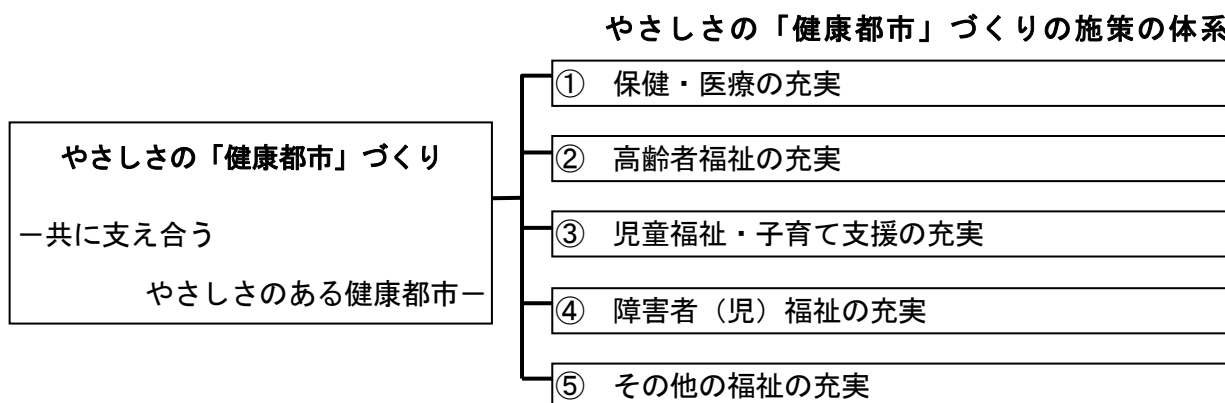 やさしさの「健康都市」づくりの施策の体系
① 保健・医療の充実
やさしさの「健康都市」づくり
－共に支え合う
やさしさのある健康都市－
② 高齢者福祉の充実
③ 児童福祉・子育て支援の充実
④ 障害者（児）福祉の充実
⑤ その他の福祉の充実